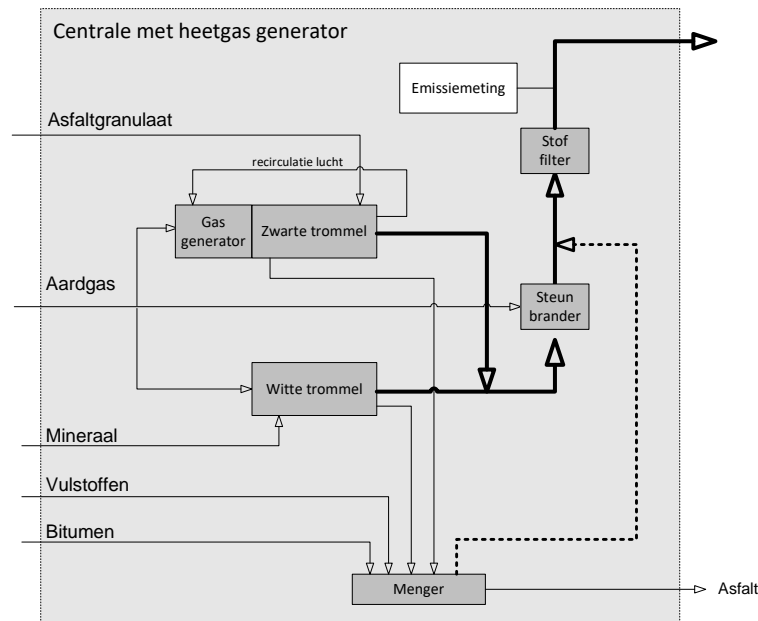 Centrale met heetgas generator
Emissiemeting
Asfaltgranulaat
Stof
filter
recirculatie lucht
Gas
generator
Zwarte trommel
Aardgas
Steun
brander
Witte trommel
Mineraal
Vulstoffen
Bitumen
Menger
Asfalt